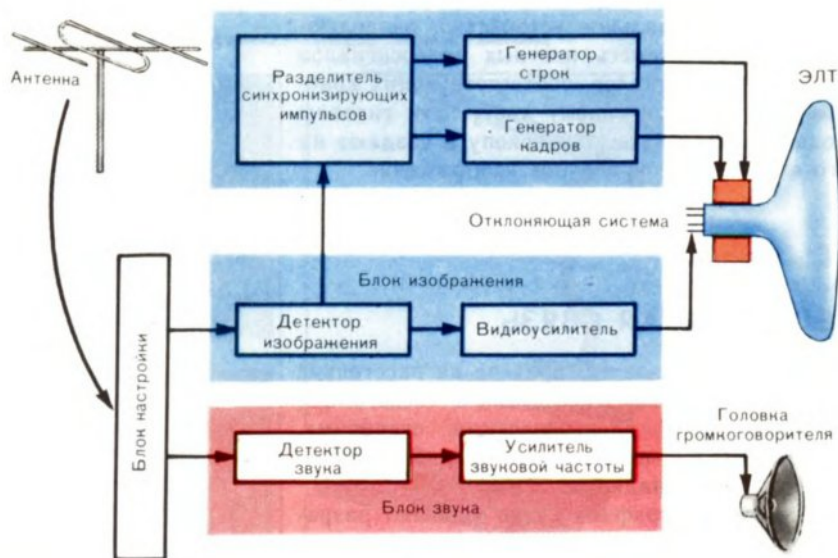 Антенна
Разделитель
синхронизирующих
импульсов
Генератор
строк
Генератор
кадров
ЭЛТ
Отклоняющая система
Блок изображения
Детектор
изображения
Видиоусилитель
Блок настройки
Детектор
звука
Усилитель
звуковой частоты
Блок звука
Головка
громкоговорителя